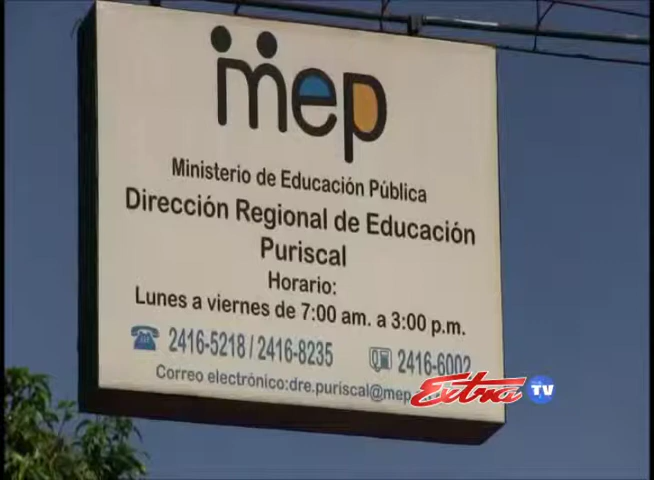 mep
Ministerio de Educación Pública
Dirección Regional de Educación
Puriscal
Horario:
Lunes a viernes de 7:00 am. a 3:00 p.m.
2416-5218 / 2416-8235 2416-6002
Correo electrónico:dre.puriscal@mep
Extra TV